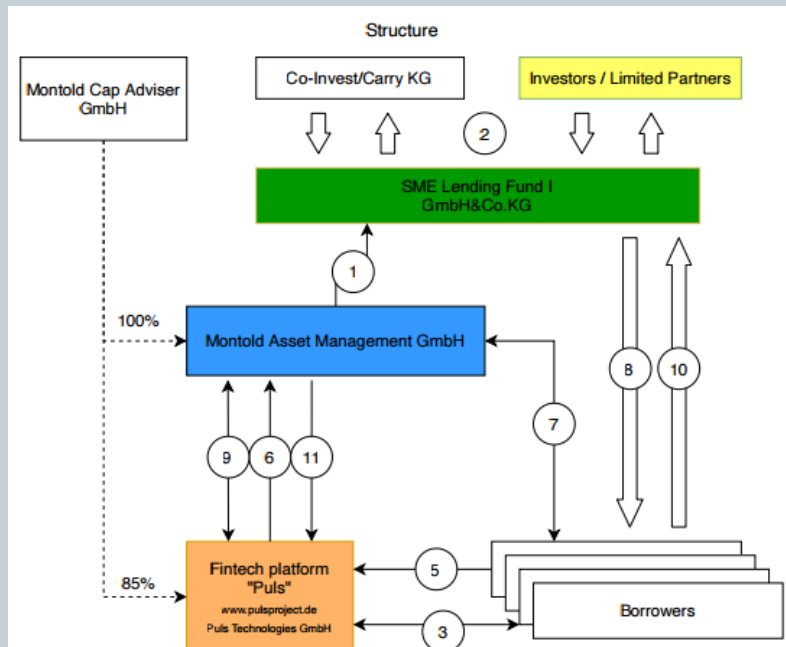 Structure
Montold Cap Adviser
GmbH
Co-Invest/Carry KG
Investors / Limited Partners
2
SME Lending Fund I
GmbH&Co.KG
1
100%
Montold Asset Management GmbH
8
10
7
9
6
11
85%
Fintech platform
"Puls"
www.pulsproject.de
Puls Technologies GmbH
5
3
Borrowers